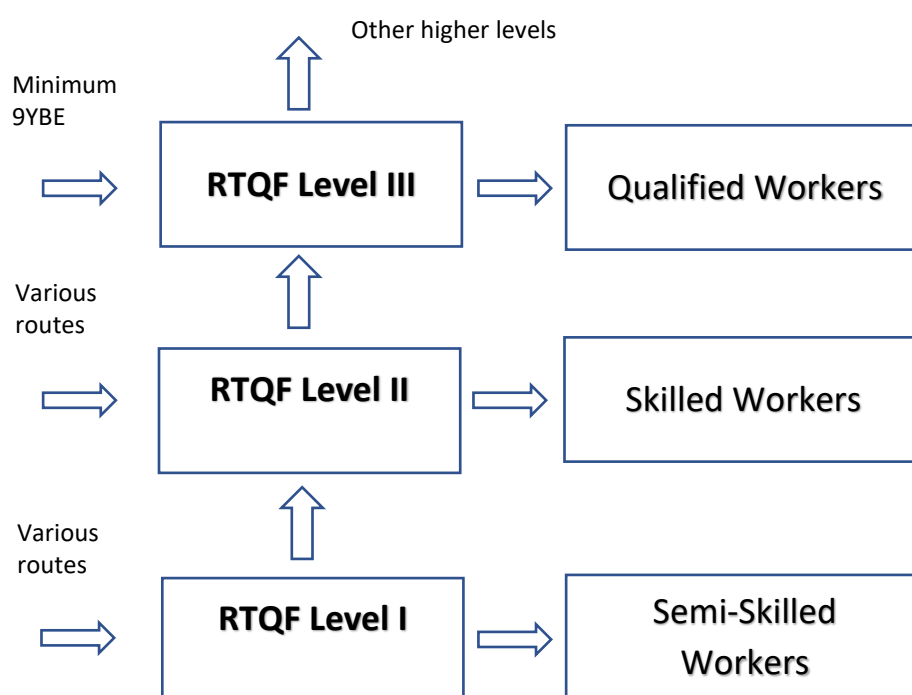 Other higher levels
Minimum
9YBE
RTQF Level III
Qualified Workers
Various
routes
RTQF Level II
Skilled Workers
Various
routes
RTQF Level I
Semi-Skilled
Workers